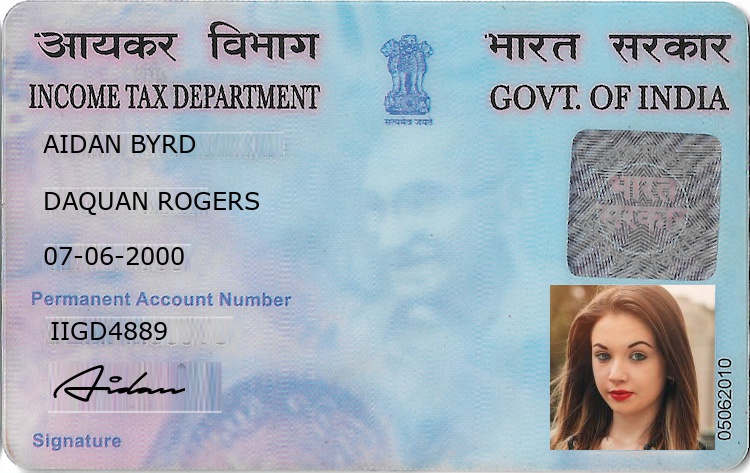 आयकर विभाग
INCOME TAX DEPARTMENT
भारत सरकार
GOVT. OF INDIA
सत्यमेव जयते
AIDAN BYRD
DAQUAN ROGERS
07-06-2000
Permanent Account Number
IIGD4889
Aidan
Signature
भारत
सरकार
05062010